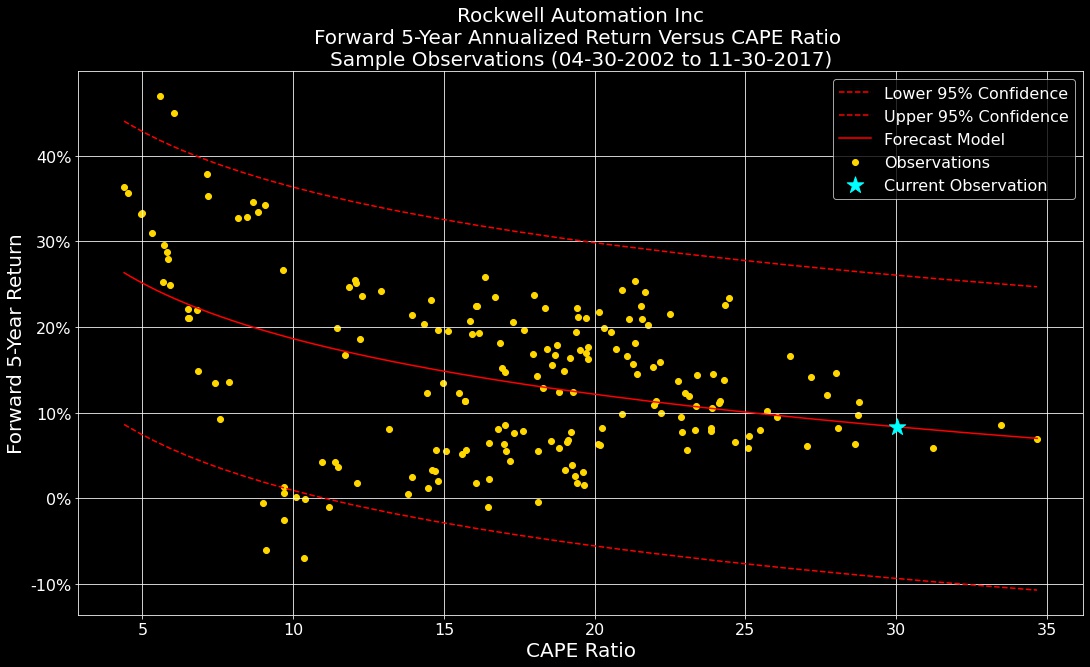 Rockwell Automation Inc
Forward 5-Year Annualized Return Versus CAPE Ratio
Sample Observations (04-30-2002 to 11-30-2017)
Lower 95% Confidence
Upper 95% Confidence
Forecast Model
Observations
Current Observation
Forward 5-Year Return
40%
30%
20%
10%
0%
-10%
5 10 15 20 25 30 35
CAPE Ratio